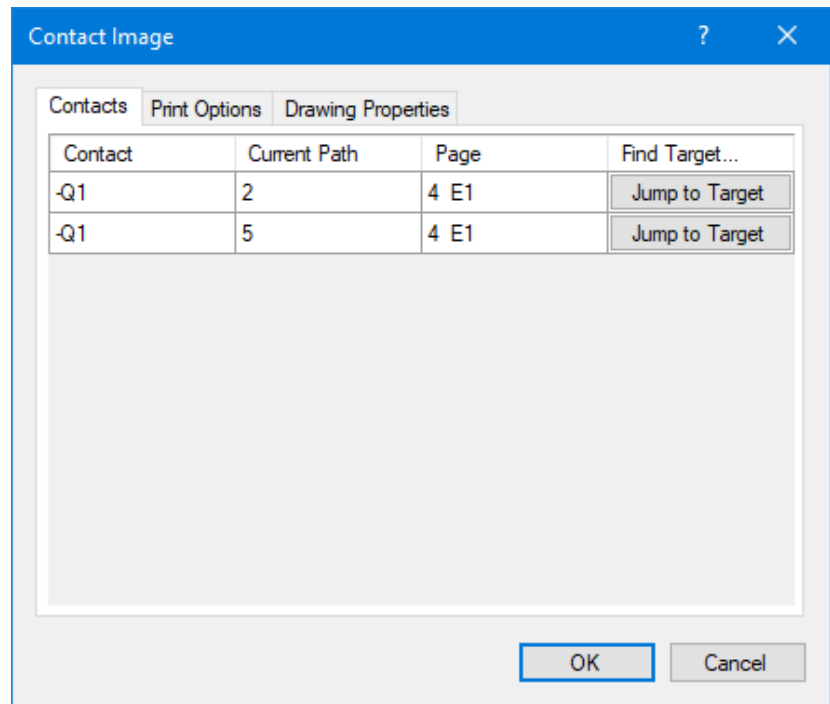 Contact Image ?
Contacts Print Options Drawing Properties
Contact Current Path Page Find Target...
-Q1 2 4 E1 Jump to Target
-Q1 5 4 E1 Jump to Target
OK Cancel